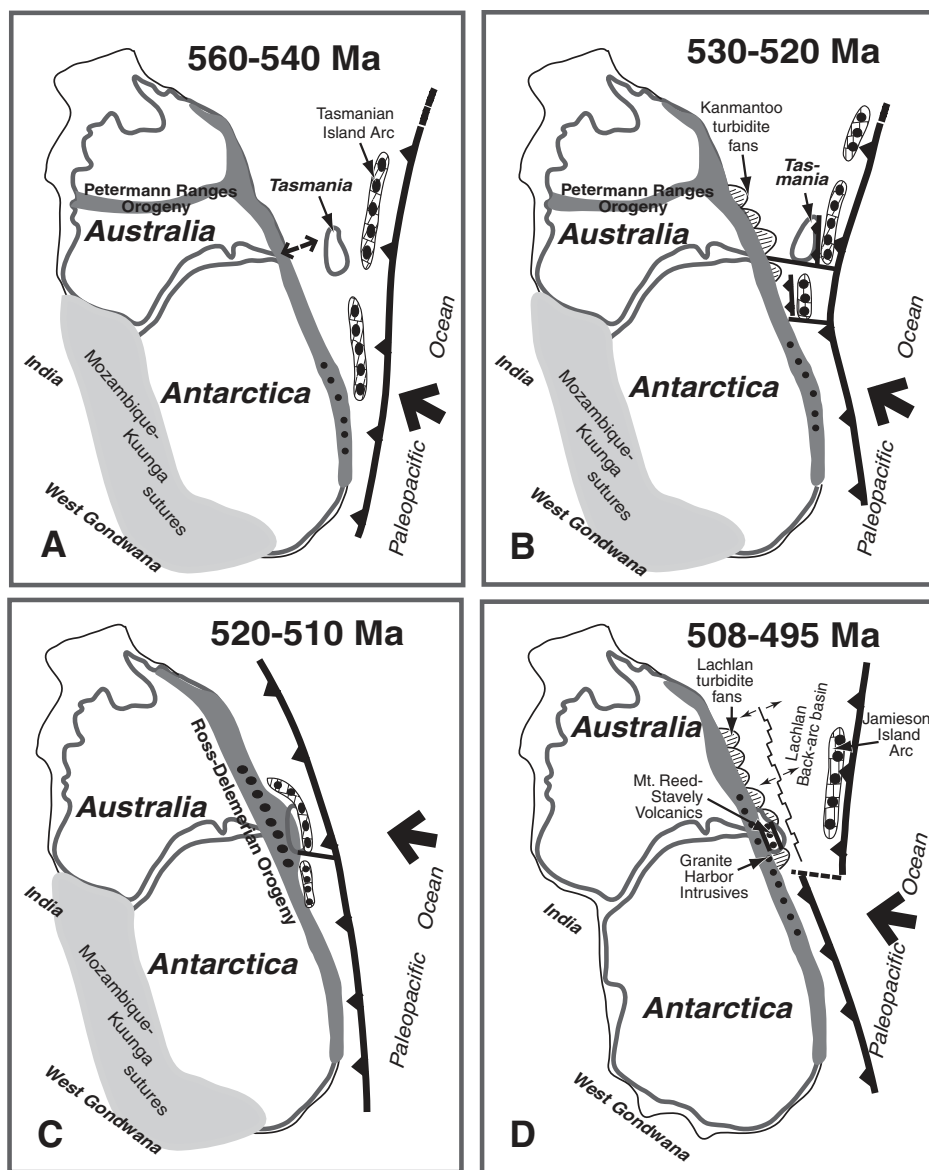 560-540 Ma
Tasmanian
Island Arc
Tasmania
Petermann Ranges
Orogeny
Australia
Ocean
India
Mozambique-
Kuunga
sutures
Antarctica
West Gondwana
Paleopacific
A
530-520 Ma
Kanmantoo
turbidite
fans
Tas-
mania
Petermann Ranges
Orogeny
Australia
Ocean
India
Mozambique-
Kuunga
sutures
Antarctica
West Gondwana
Paleopacific
B
520-510 Ma
Ross-Delemerian Orogeny
Australia
Ocean
India
Mozambique-
Kuunga
sutures
Antarctica
West Gondwana
Paleopacific
C
508-495 Ma
Lachlan
turbidite
fans
Australia
Lachlan
Back-arc basin
Jamieson
Island
Arc
Mt. Reed-
Stavely
Volcanics
Granite
Harbor
Intrusives
Ocean
India
Antarctica
Paleopacific
West Gondwana
D